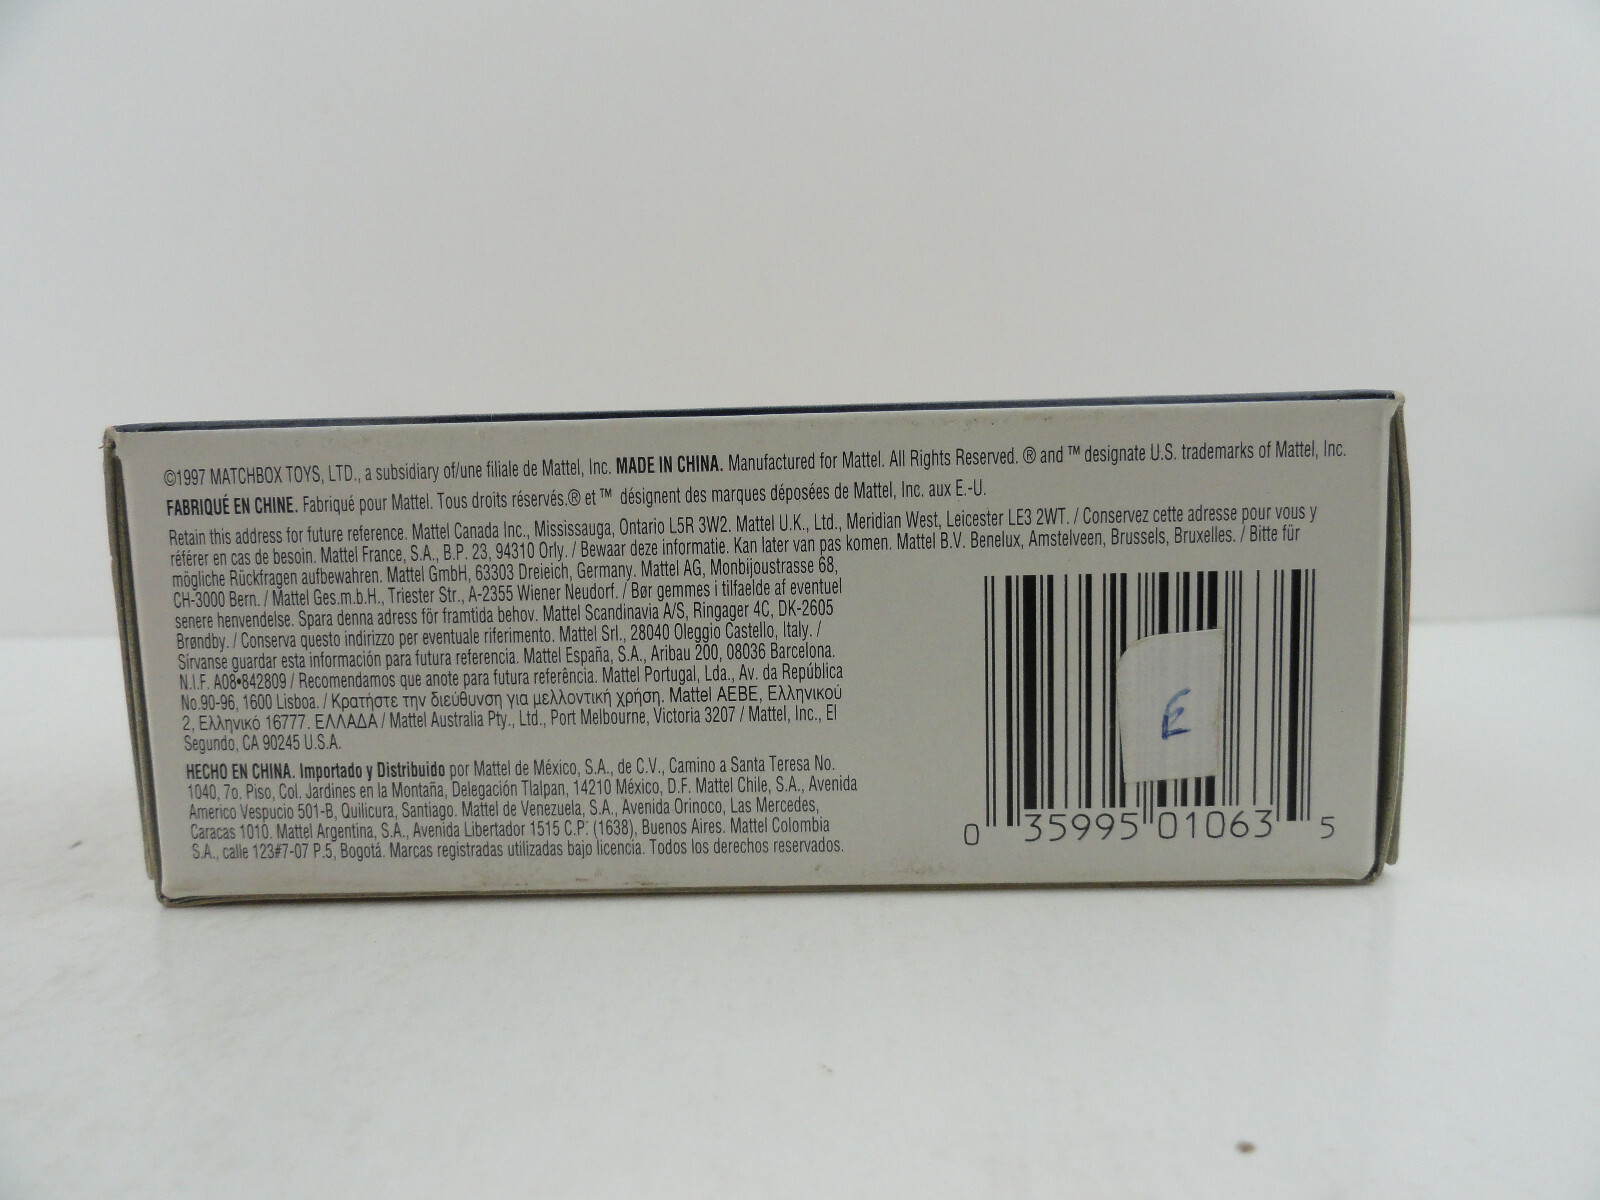 ©1997 MATCHBOX TOYS, LTD., a subsidiary of/une filiale de Mattel, Inc. MADE IN CHINA. Manufactured for Mattel. All Rights Reserved. ® and ™ designate U.S. trademarks of Mattel, Inc.
FABRIQUÉ EN CHINE. Fabriqué pour Mattel. Tous droits réservés.® et ™ désignent des marques déposées de Mattel, Inc. aux E.-U.
Retain this address for future reference. Mattel Canada Inc., Mississauga, Ontario L5R 3W2. Mattel U.K., Ltd., Meridian West, Leicester LE3 2WT. / Conservez cette adresse pour vous y
référer en cas de besoin. Mattel France, S.A., B.P. 23, 94310 Orly. / Bewaar deze informatie. Kan later van pas komen. Mattel B.V. Benelux, Amstelveen, Brussels, Bruxelles. / Bitte für
mögliche Rückfragen aufbewahren. Mattel GmbH, 63303 Dreieich, Germany. Mattel AG, Monbijoustrasse 68,
CH-3000 Bern. / Mattel Ges.m.b.H., Triester Str., A-2355 Wiener Neudorf. / Bør gemmes i tilfaelde af eventuel
senere henvendelse. Spara denna adress för framtida behov. Mattel Scandinavia A/S, Ringager 4C, DK-2605
Brøndby. / Conserva questo indirizzo per eventuale riferimento. Mattel Srl., 28040 Oleggio Castello, Italy. /
Sírvanse guardar esta información para futura referencia. Mattel España, S.A., Aribau 200, 08036 Barcelona.
N.I.F. A08•842809 / Recomendamos que anote para futura referência. Mattel Portugal, Lda., Av. da República
No.90-96, 1600 Lisboa. / Κρατήστε την διεύθυνση για μελλοντική χρήση. Mattel AEBE, Ελληνικού
2, Ελληνικό 16777. ΕΛΛΑΔΑ / Mattel Australia Pty., Ltd., Port Melbourne, Victoria 3207 / Mattel, Inc., El
Segundo, CA 90245 U.S.A.
HECHO EN CHINA. Importado y Distribuido por Mattel de México, S.A., de C.V., Camino a Santa Teresa No.
1040, 7o. Piso, Col. Jardines en la Montaña, Delegación Tlalpan, 14210 México, D.F. Mattel Chile, S.A., Avenida
Americo Vespucio 501-B, Quilicura, Santiago. Mattel de Venezuela, S.A., Avenida Orinoco, Las Mercedes,
Caracas 1010. Mattel Argentina, S.A., Avenida Libertador 1515 C.P. (1638), Buenos Aires. Mattel Colombia
S.A., calle 123#7-07 P.5, Bogotá. Marcas registradas utilizadas bajo licencia. Todos los derechos reservados.
E
0 35995 01063 5